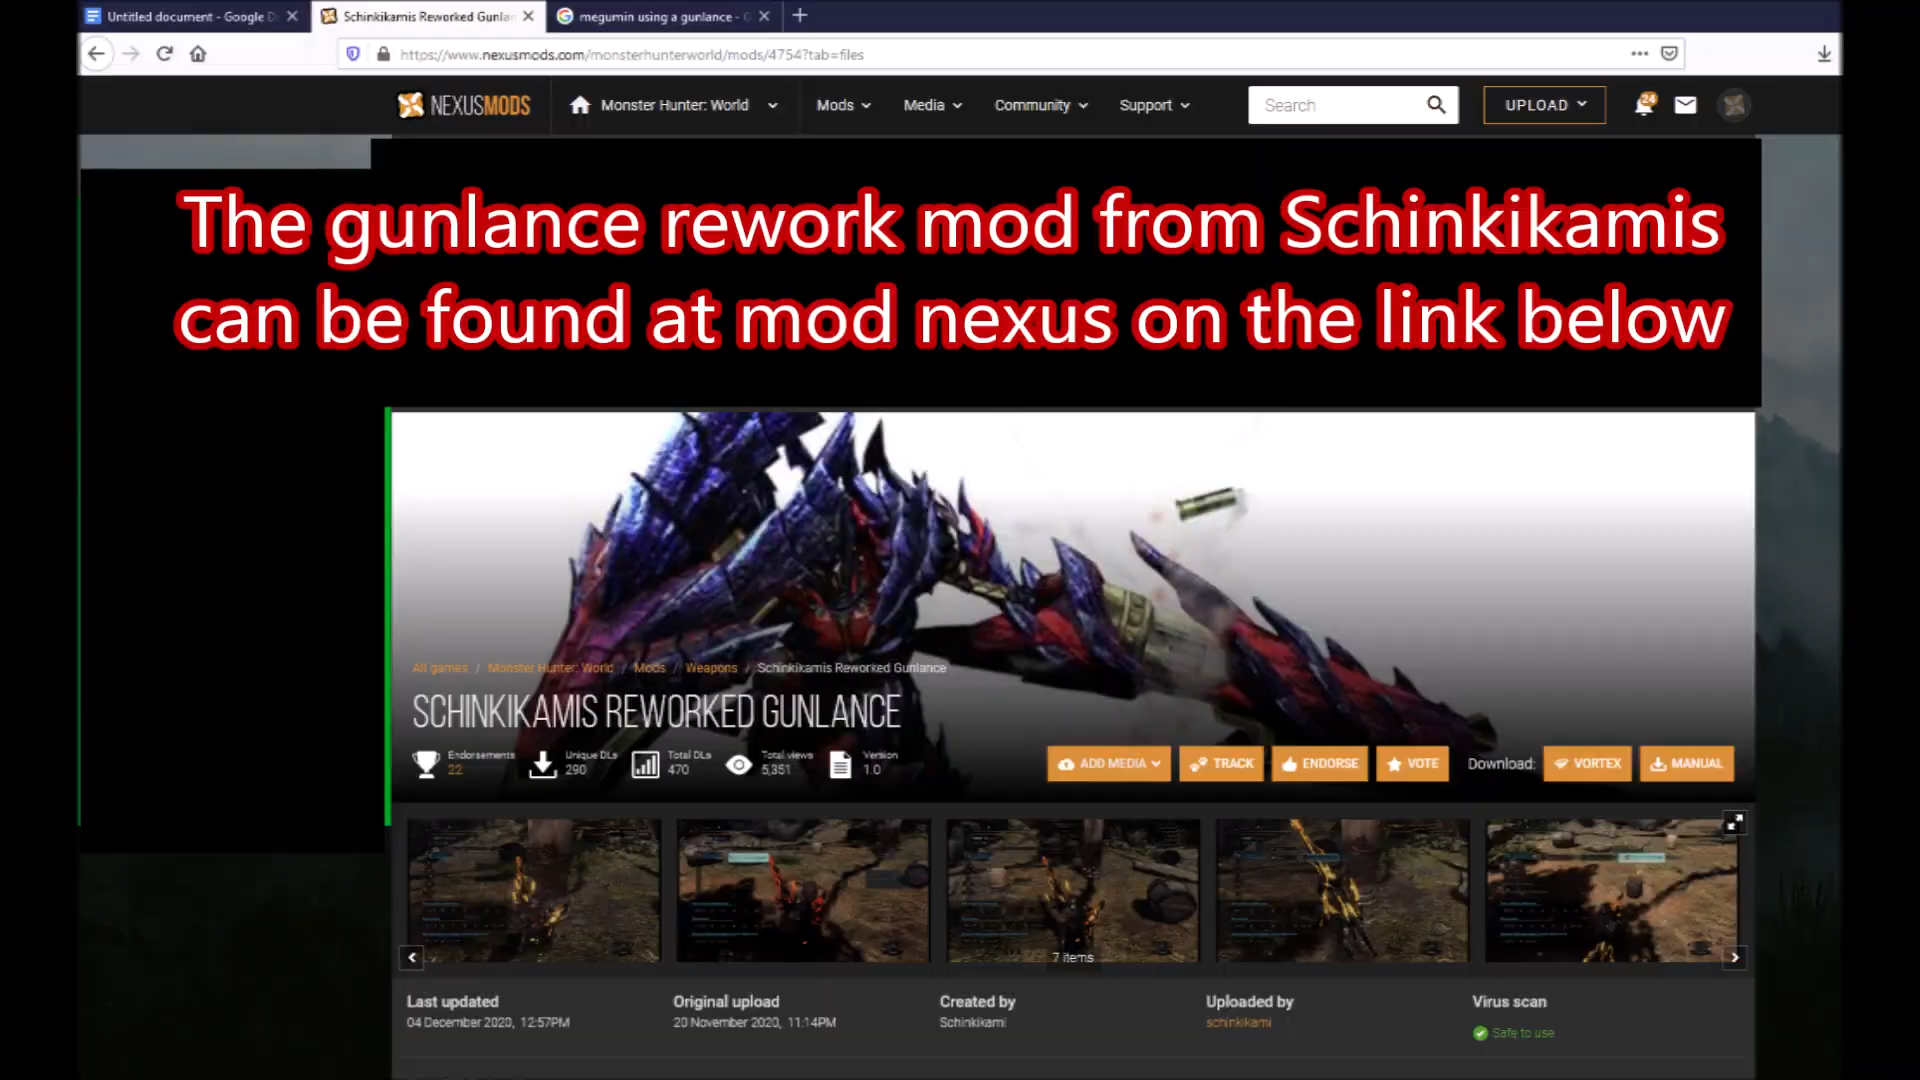 Untitled document - Google D
Schinkikamis Reworked Gunlan
megumin using a gunlance - G
https://www.nexusmods.com/monsterhunterworld/mods/4754?tab=files
NEXUSMODS
Monster Hunter: World
Mods
Media
Community
Support
Search
UPLOAD
24
The gunlance rework mod from Schinkikamis
can be found at mod nexus on the link below
All games / Monster Hunter: World / Mods / Weapons / Schinkikamis Reworked Gunlance
SCHINKIKAMIS REWORKED GUNLANCE
Endorsements
22
Unique DLs
290
Total DLs
470
Total views
5,351
Version
1.0
ADD MEDIA
TRACK
ENDORSE
VOTE
Download:
VORTEX
MANUAL
7 items
Last updated
04 December 2020, 12:57PM
Original upload
20 November 2020, 11:14PM
Created by
Schinkikami
Uploaded by
schinkikami
Virus scan
Safe to use